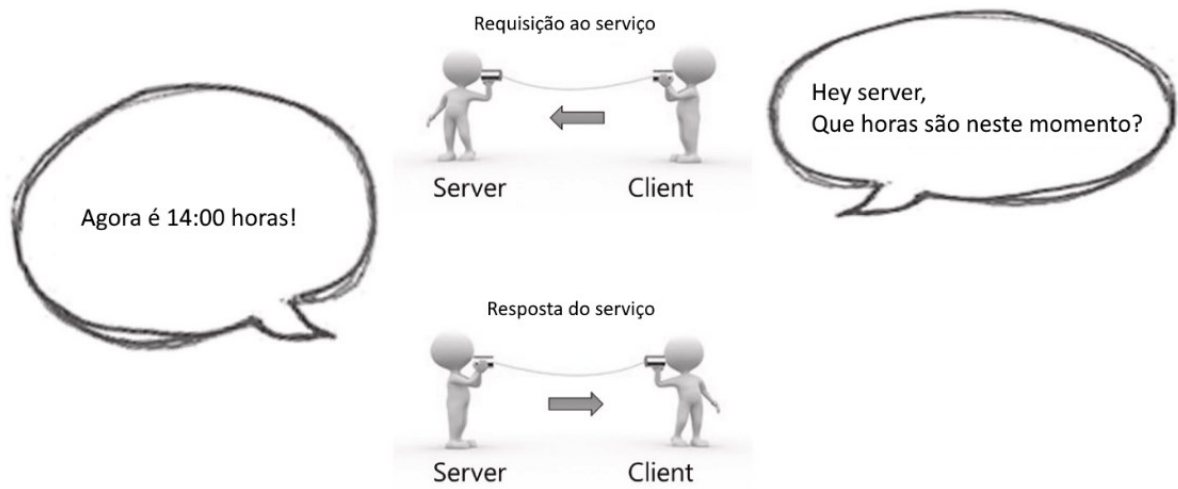 Requisição ao serviço
Hey server,
Que horas são neste momento?
Server
Client
Agora é 14:00 horas!
Resposta do serviço
Server
Client